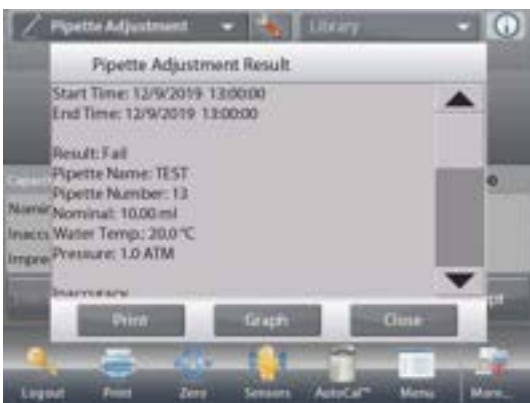 Pipette Adjustment
Library
Pipette Adjustment Result
Start Time: 12/9/2019 13:00:00
End Time: 12/9/2019 13:00:00
Result: Fail
Pipette Name: TEST
Pipette Number: 13
Nominal: 10.00 ml
Water Temp.: 20.0 °C
Pressure: 1.0 ATM
Inaccuracy
Print
Graph
Close
Logout
Print
Zero
Sensors
AutoCal™
Menu
More...